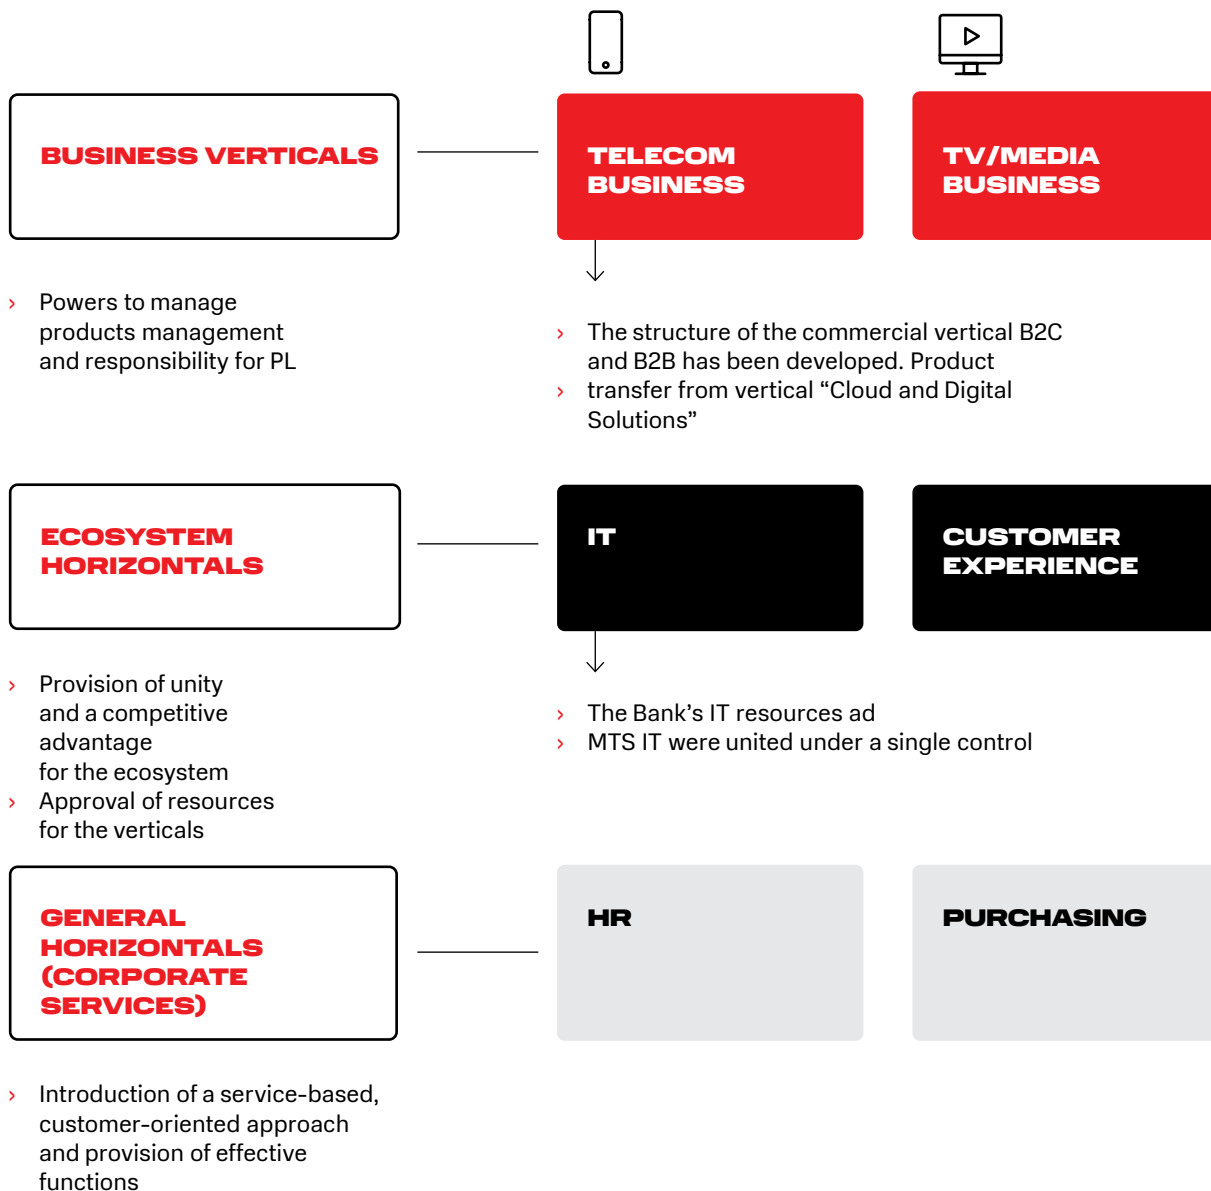 BUSINESS VERTICALS
TELECOM
BUSINESS
TV/MEDIA
BUSINESS
› Powers to manage
products management
and responsibility for PL
› The structure of the commercial vertical B2C
and B2B has been developed. Product
› transfer from vertical “Cloud and Digital
Solutions”
ECOSYSTEM
HORIZONTALS
IT
CUSTOMER
EXPERIENCE
› Provision of unity
and a competitive
advantage
for the ecosystem
› Approval of resources
for the verticals
› The Bank’s IT resources ad
› MTS IT were united under a single control
GENERAL
HORIZONTALS
(CORPORATE
SERVICES)
HR
PURCHASING
› Introduction of a service-based,
customer-oriented approach
and provision of effective
functions